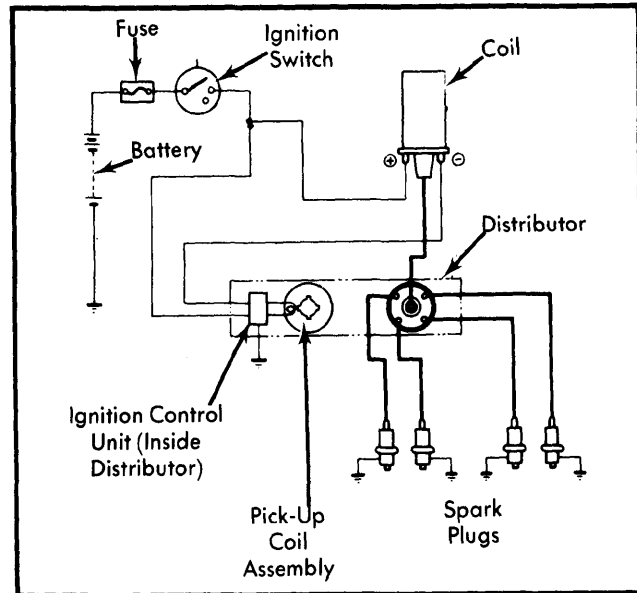 Fuse
Ignition
Switch
Coil
Battery
+
−
Distributor
Ignition Control
Unit (Inside
Distributor)
Pick-Up
Coil
Assembly
Spark
Plugs